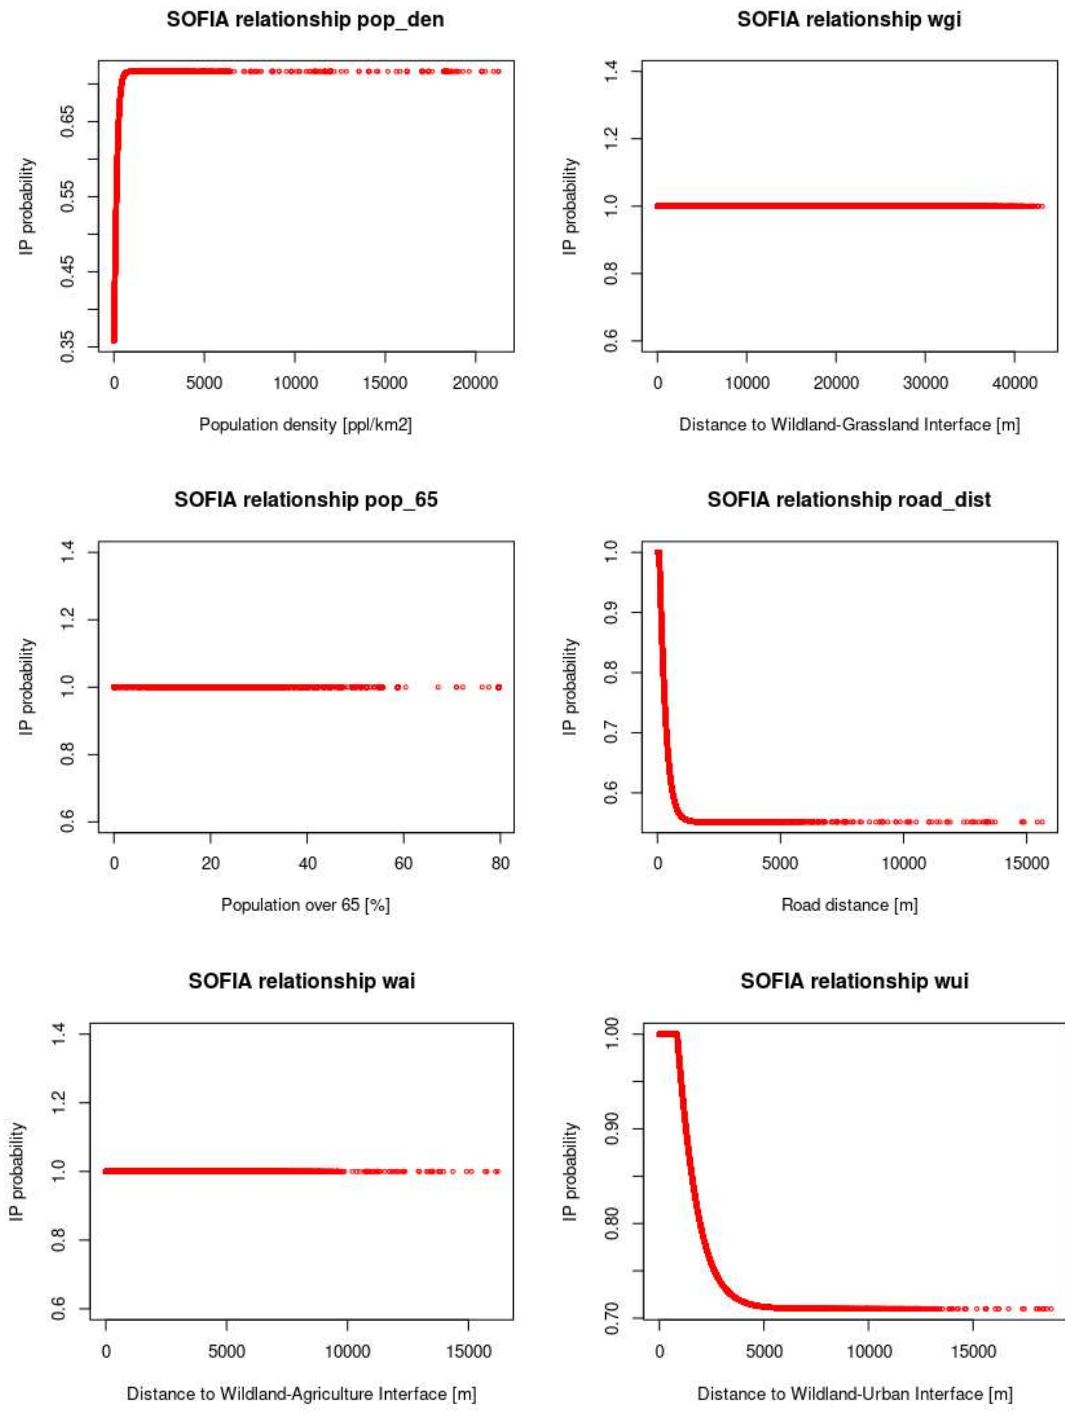 SOFIA relationship pop_den
IP probability
0.35 0.45 0.55 0.65
0 5000 10000 15000 20000
Population density [ppl/km2]
SOFIA relationship wgi
IP probability
0.6 0.8 1.0 1.2 1.4
0 10000 20000 30000 40000
Distance to Wildland-Grassland Interface [m]
SOFIA relationship pop_65
IP probability
0.6 0.8 1.0 1.2 1.4
0 20 40 60 80
Population over 65 [%]
SOFIA relationship road_dist
IP probability
0.6 0.7 0.8 0.9 1.0
0 5000 10000 15000
Road distance [m]
SOFIA relationship wai
IP probability
0.6 0.8 1.0 1.2 1.4
0 5000 10000 15000
Distance to Wildland-Agriculture Interface [m]
SOFIA relationship wui
IP probability
0.70 0.80 0.90 1.00
0 5000 10000 15000
Distance to Wildland-Urban Interface [m]